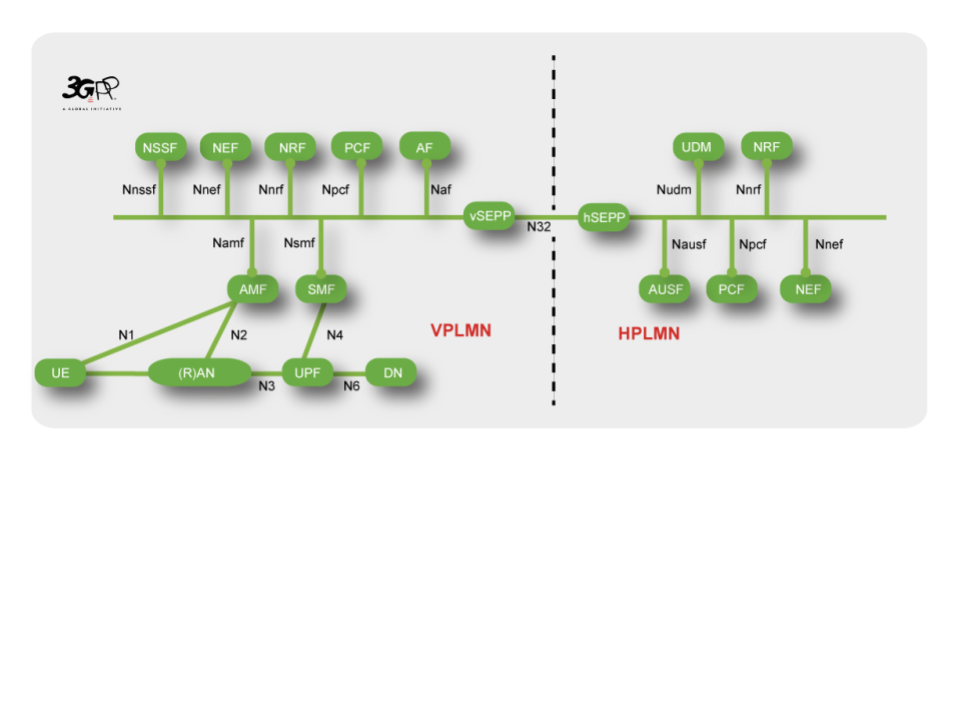 3GPP
A GLOBAL INITIATIVE
NSSF NEF NRF PCF AF UDM NRF
Nnssf Nnef Nnrf Npcf Naf Nudm Nnrf
vSEPP N32 hSEPP
Namf Nsmf Nausf Npcf Nnef
AMF SMF AUSF PCF NEF
N1 N2 N4 VPLMN HPLMN
UE (R)AN N3 UPF N6 DN